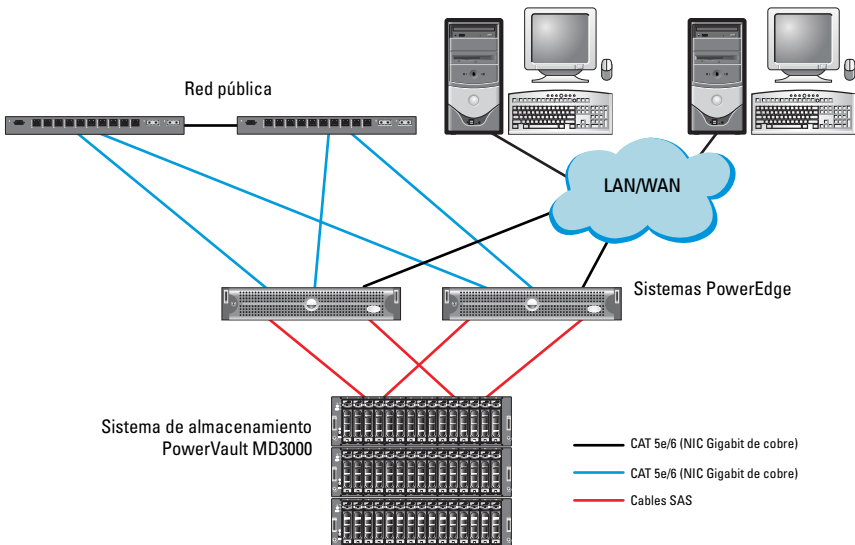 Red pública
LAN/WAN
Sistemas PowerEdge
Sistema de almacenamiento
PowerVault MD3000
CAT 5e/6 (NIC Gigabit de cobre)
CAT 5e/6 (NIC Gigabit de cobre)
Cables SAS